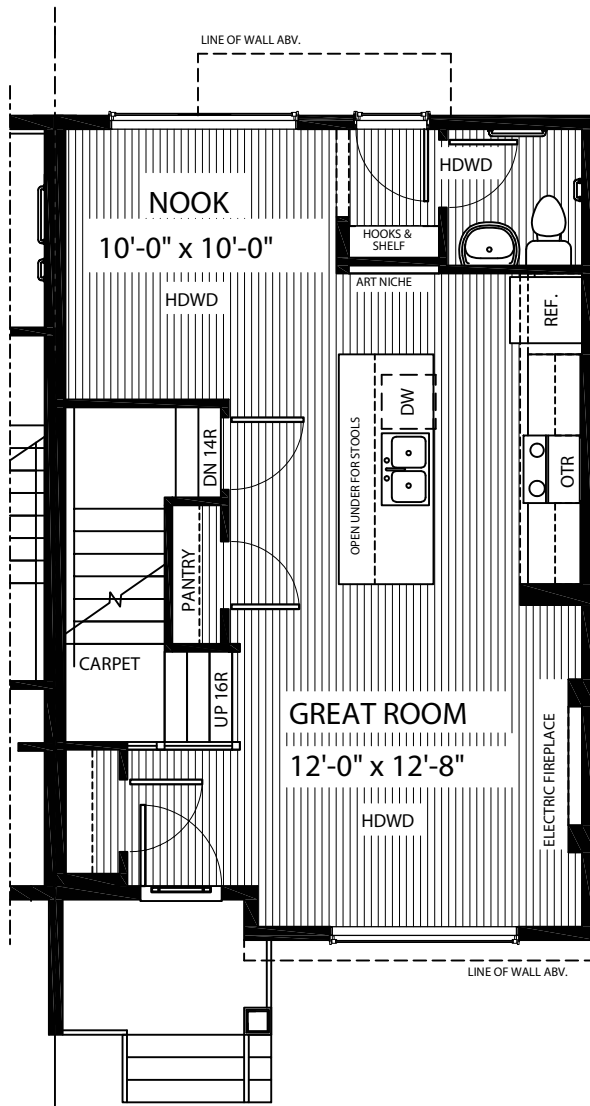 LINE OF WALL ABV.
NOOK
10'-0" x 10'-0"
HDWD
HDWD
HOOKS &
SHELF
ART NICHE
REF.
DW
OPEN UNDER FOR STOOLS
OTR
DN 14R
PANTRY
CARPET
UP 16R
GREAT ROOM
12'-0" x 12'-8"
HDWD
ELECTRIC FIREPLACE
LINE OF WALL ABV.